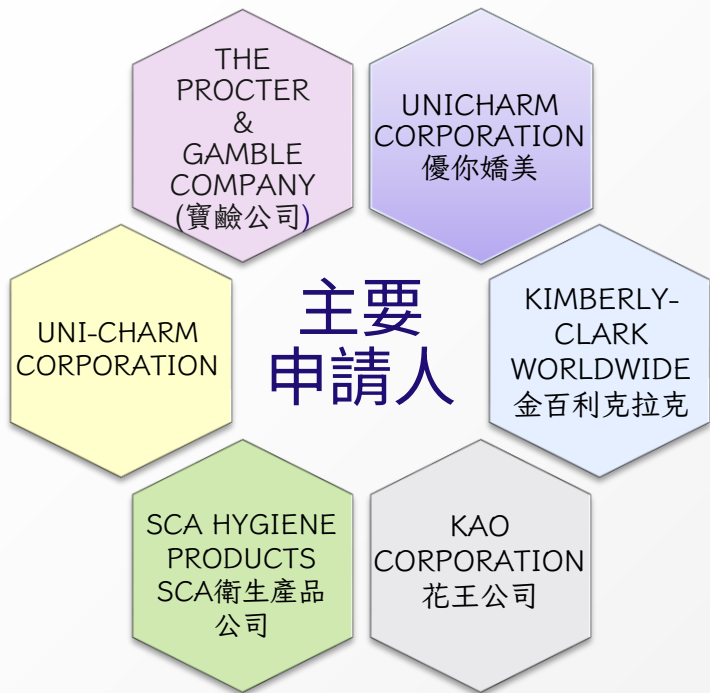 THE
PROCTER
&
GAMBLE
COMPANY
(寶鹼公司)
UNICHARM
CORPORATION
優你嬌美
UNI-CHARM
CORPORATION
主要
申請人
KIMBERLY-
CLARK
WORLDWIDE
金百利克拉克
SCA HYGIENE
PRODUCTS
SCA衛生產品
公司
KAO
CORPORATION
花王公司